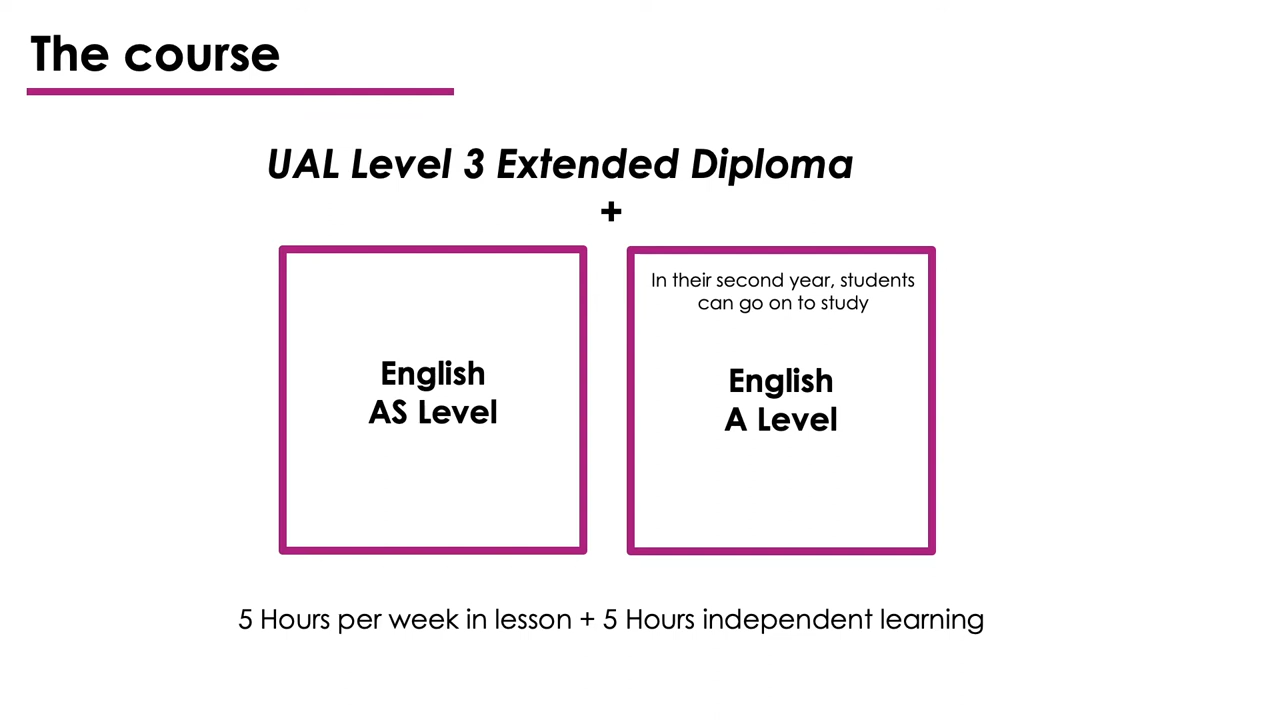 The course
UAL Level 3 Extended Diploma
+
English
AS Level
In their second year, students
can go on to study
English
A Level
5 Hours per week in lesson + 5 Hours independent learning